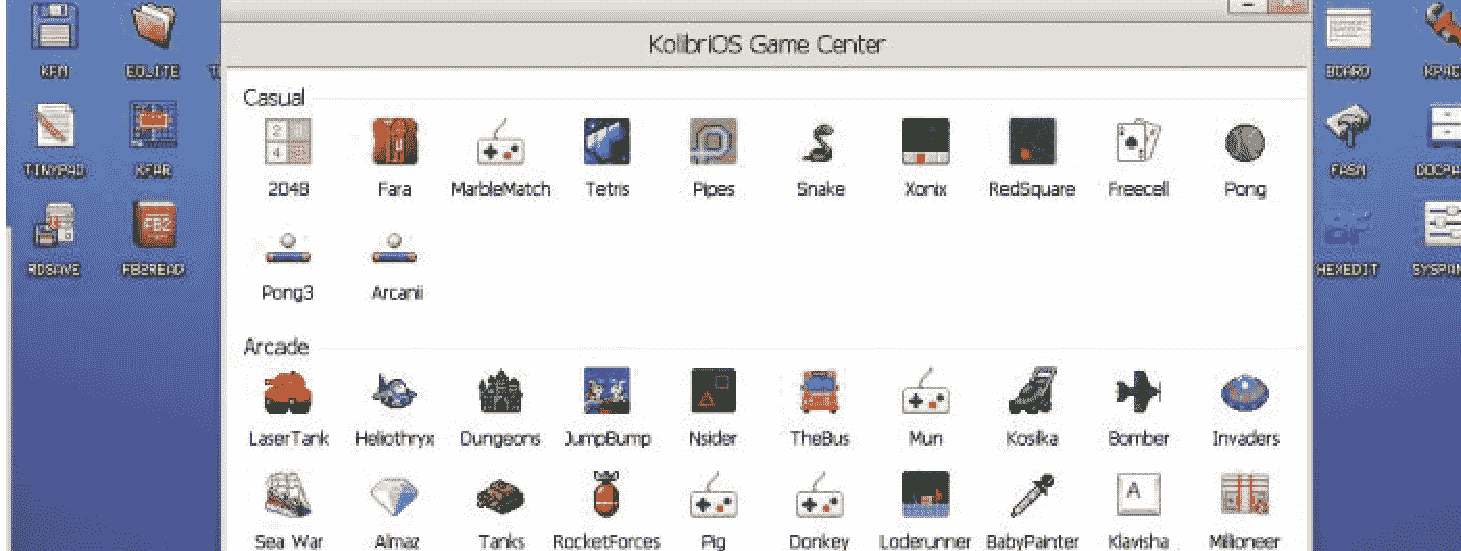 KolibriOS Game Center
KFM EOLITE
BOARD
Casual
2048 Fara MarbleMatch Tetris Pipes Snake Xonix RedSquare Freecell Pong
TINYPAD KFAR
FASM
Pong3 Arcanii
RDSAVE FB2READ
HEXEDIT
Arcade
LaserTank Heliothryx Dungeons JumpBump Nsider TheBus Mun Kosilka Bomber Invaders
A
Sea War Almaz Tanks RocketForces Pig Donkey Loderunner BabyPainter Klavisha Millioneer